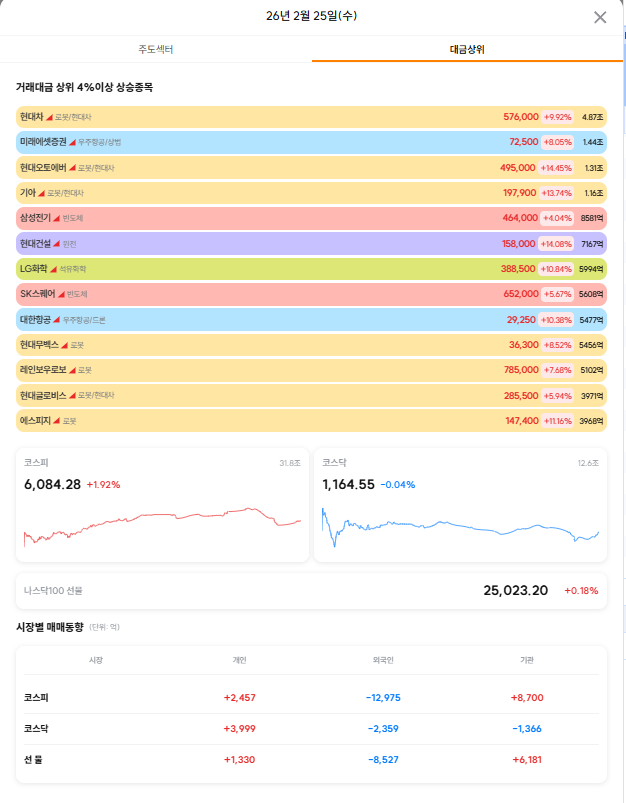 26년 2월 25일(수)
주도섹터 대금상위
거래대금 상위 4%이상 상승종목
현대차 로봇/현대차 576,000 +9.92% 4.87조
미래에셋증권 우주항공/상법 72,500 +8.05% 1.44조
현대오토에버 로봇/현대차 495,000 +14.45% 1.31조
기아 로봇/현대차 197,900 +13.74% 1.16조
삼성전기 반도체 464,000 +4.04% 8581억
현대건설 원전 158,000 +14.08% 7167억
LG화학 석유화학 388,500 +10.84% 5994억
SK스퀘어 반도체 652,000 +5.67% 5608억
대한항공 우주항공/드론 29,250 +10.38% 5477억
현대무벡스 로봇 36,300 +8.52% 5456억
레인보우로보 로봇 785,000 +7.68% 5102억
현대글로비스 로봇/현대차 285,500 +5.94% 3971억
에스피지 로봇 147,400 +11.16% 3968억
코스피 31.8조 코스닥 12.6조
6,084.28 +1.92% 1,164.55 -0.04%
나스닥100 선물 25,023.20 +0.18%
시장별 매매동향 (단위: 억)
시장 개인 외국인 기관
코스피 +2,457 -12,975 +8,700
코스닥 +3,999 -2,359 -1,366
선 물 +1,330 -8,527 +6,181